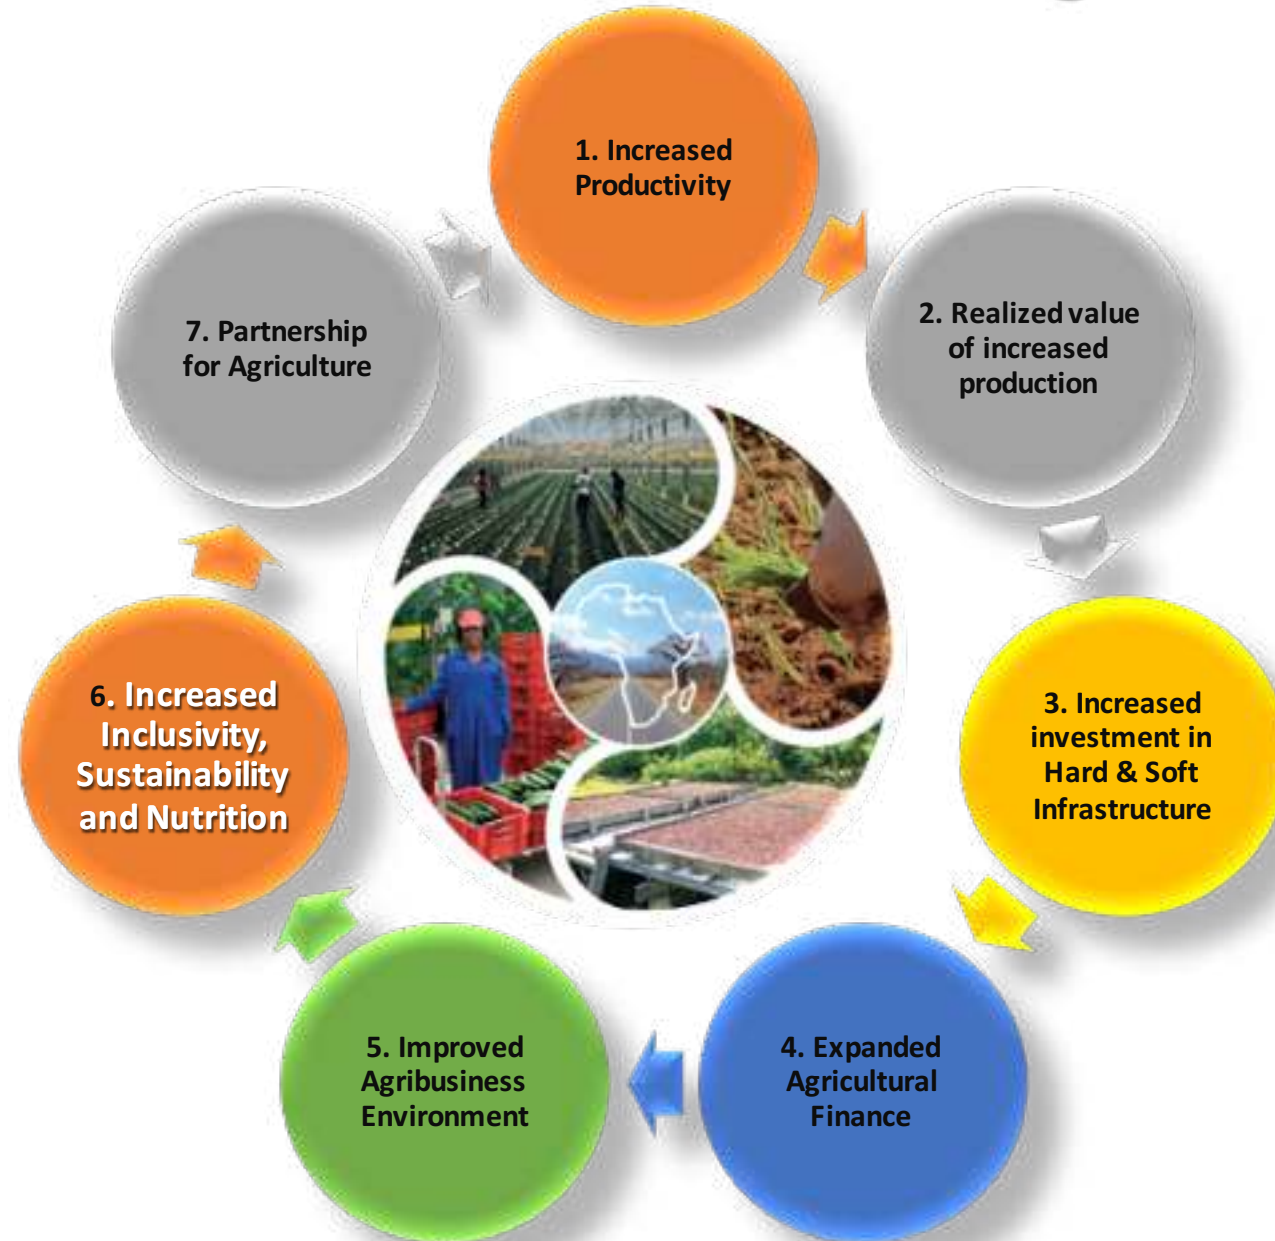 1. Increased
Productivity
2. Realized value
of increased
production
3. Increased
investment in
Hard & Soft
Infrastructure
4. Expanded
Agricultural
Finance
5. Improved
Agribusiness
Environment
6. Increased
Inclusivity,
Sustainability
and Nutrition
7. Partnership
for Agriculture